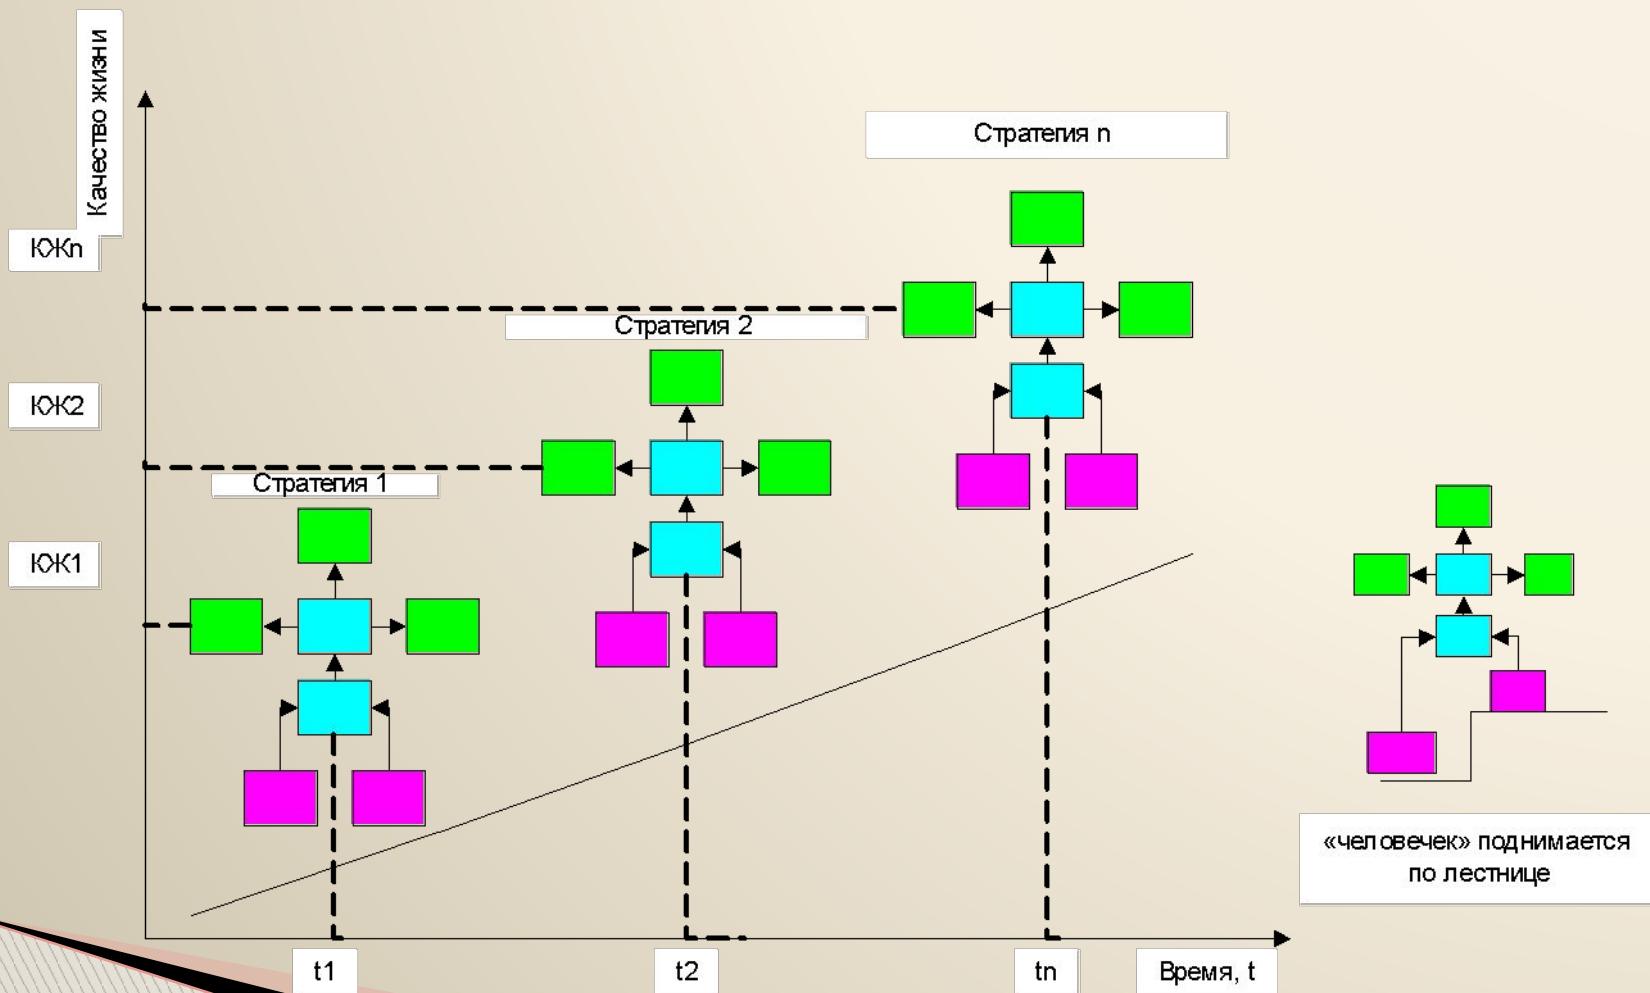 Качество жизни
Стратегия n
КЖn
Стратегия 2
КЖ2
Стратегия 1
КЖ1
«человечек» поднимается
по лестнице
t1
t2
tn
Время, t